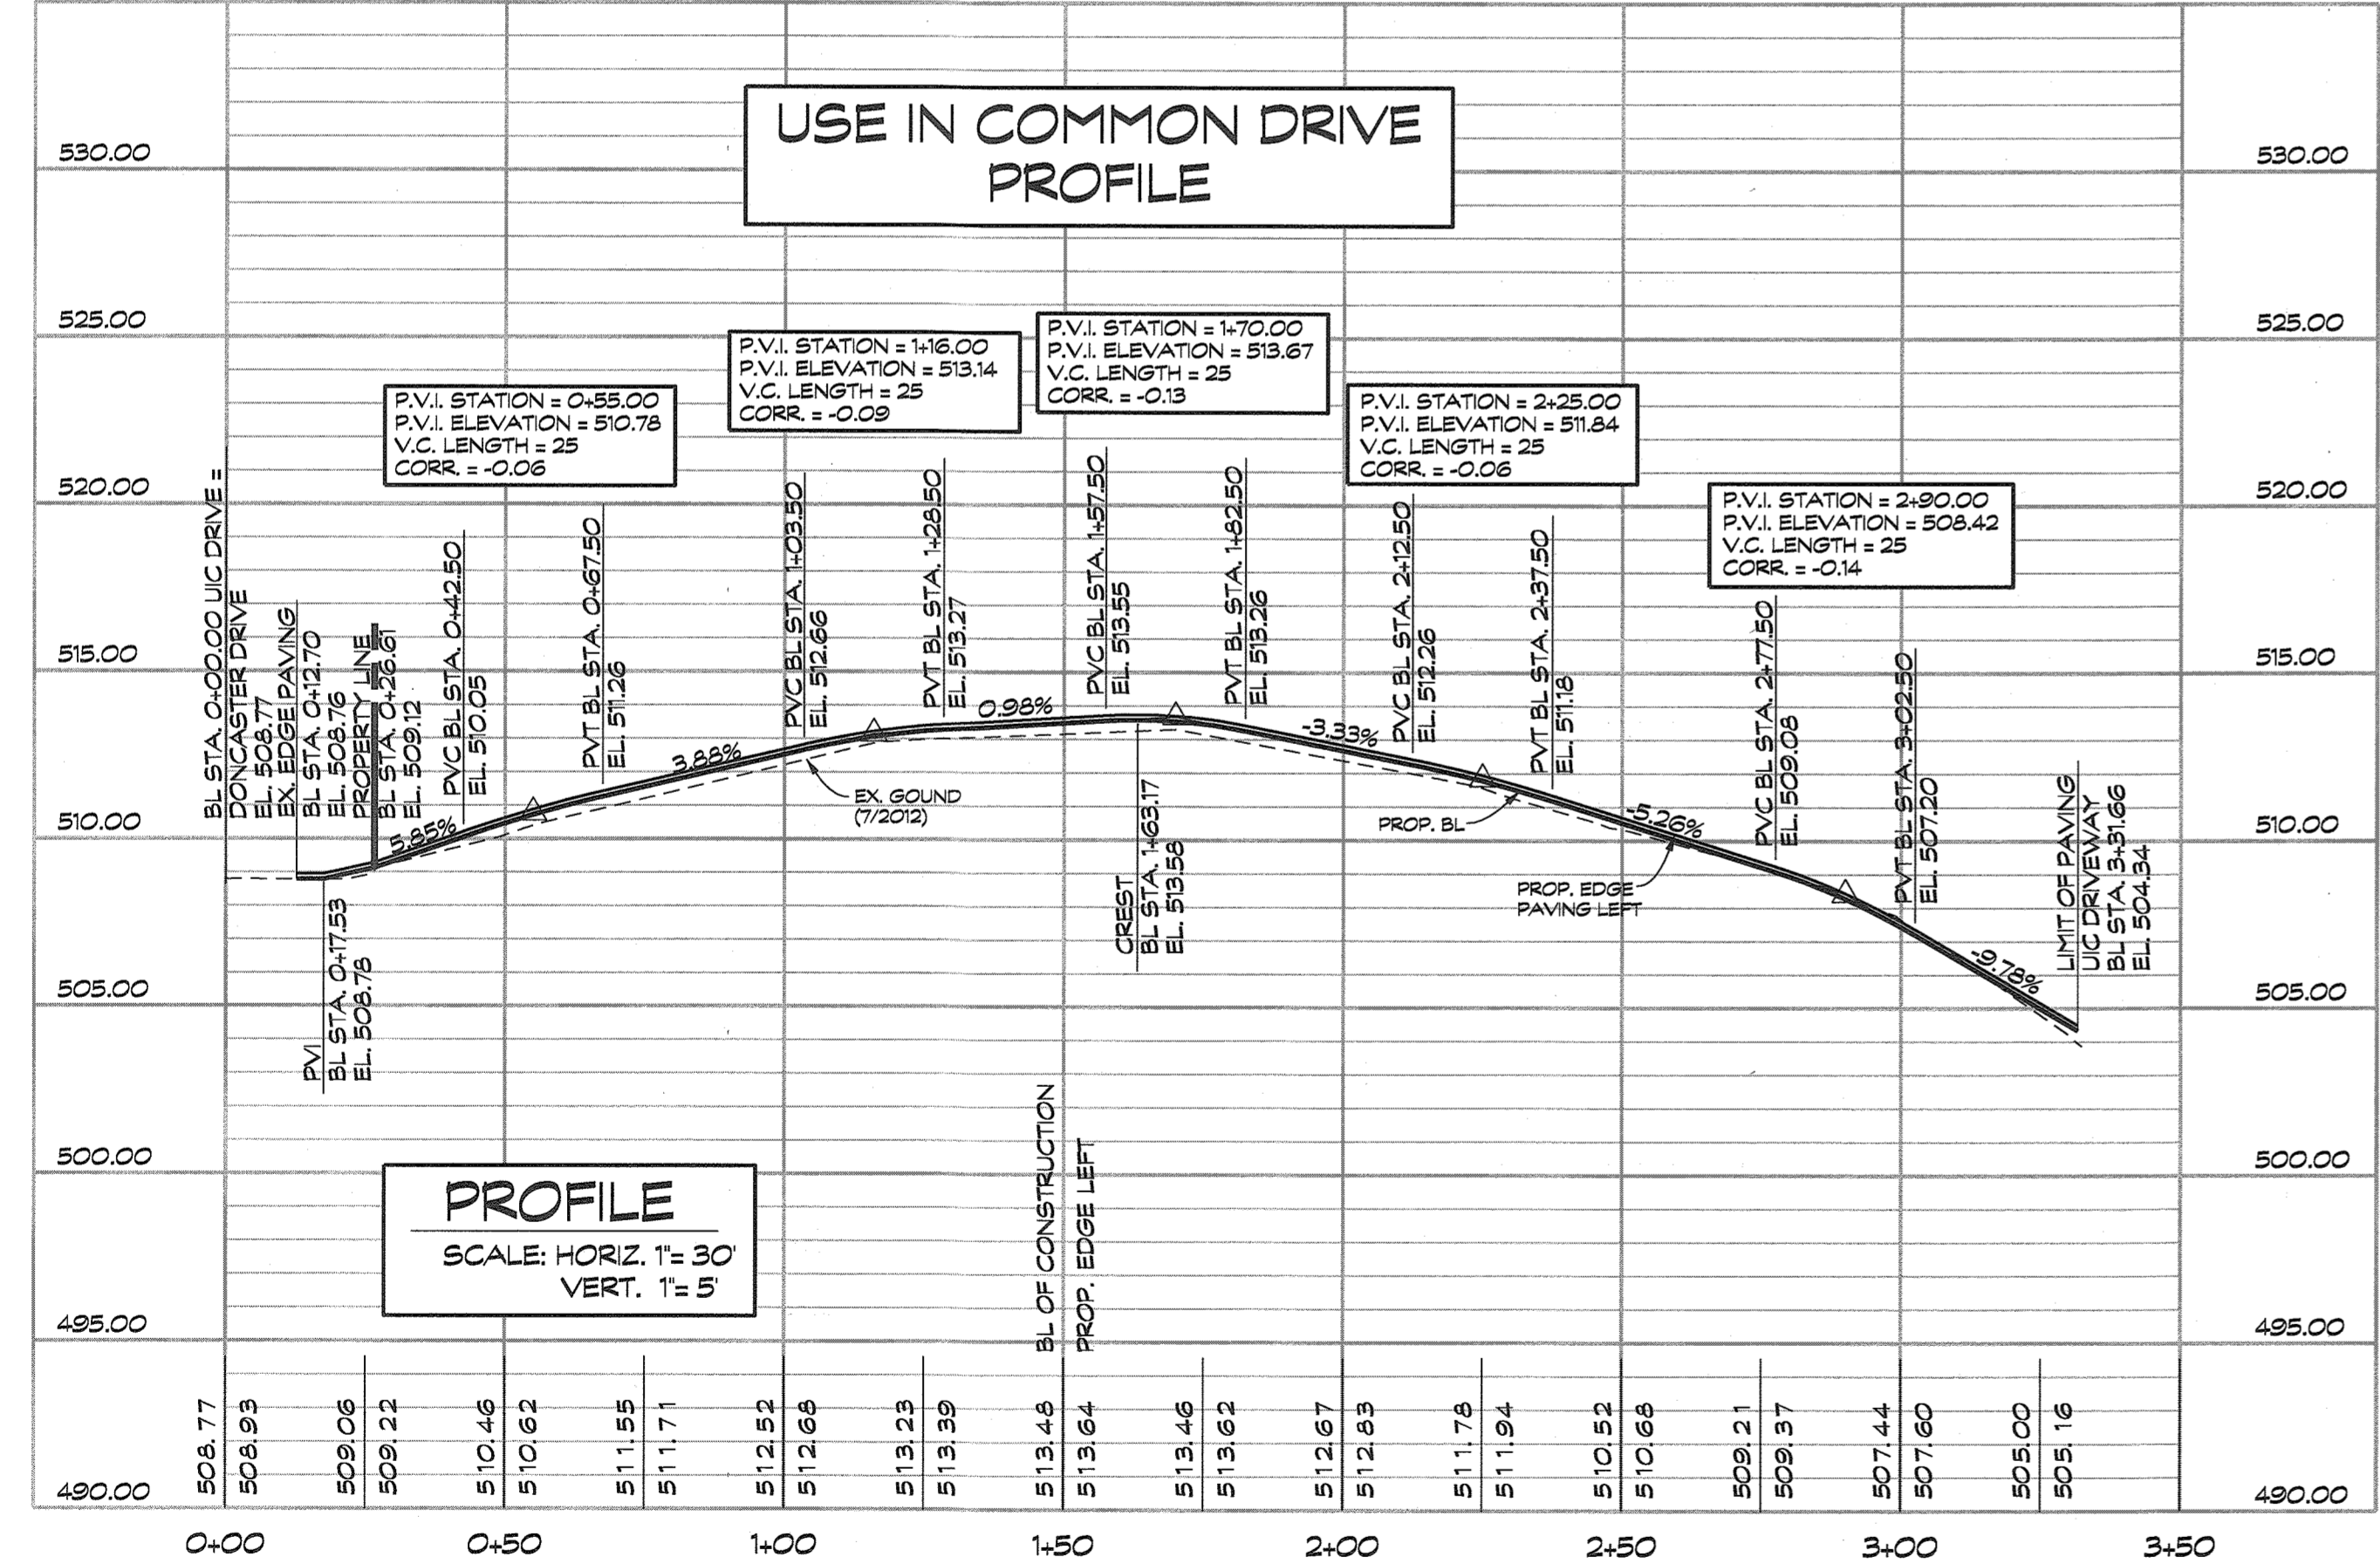 USE IN COMMON DRIVE
PROFILE
530.00
530.00
525.00
525.00
520.00
520.00
515.00
515.00
510.00
510.00
505.00
505.00
500.00
500.00
495.00
495.00
490.00
490.00
P.V.I. STATION = 0+55.00
P.V.I. ELEVATION = 510.78
V.C. LENGTH = 25
CORR. = -0.06
P.V.I. STATION = 1+16.00
P.V.I. ELEVATION = 513.14
V.C. LENGTH = 25
CORR. = -0.09
P.V.I. STATION = 1+70.00
P.V.I. ELEVATION = 513.67
V.C. LENGTH = 25
CORR. = -0.13
P.V.I. STATION = 2+25.00
P.V.I. ELEVATION = 511.84
V.C. LENGTH = 25
CORR. = -0.06
P.V.I. STATION = 2+90.00
P.V.I. ELEVATION = 508.42
V.C. LENGTH = 25
CORR. = -0.14
BL STA. 0+00.00 UIC DRIVE =
DONCASTER DRIVE
EL. 508.77
EX. EDGE PAVING
BL STA. 0+12.70
EL. 508.76
PROPERTY LINE
BL STA. 0+26.61
EL. 509.12
PVC BL STA. 0+42.50
EL. 510.05
PVT BL STA. 0+67.50
EL. 511.26
PVC BL STA. 1+03.50
EL. 512.66
PVT BL STA. 1+28.50
EL. 513.27
PVC BL STA. 1+57.50
EL. 513.55
PVT BL STA. 1+82.50
EL. 513.26
PVC BL STA. 2+12.50
EL. 512.26
PVT BL STA. 2+37.50
EL. 511.18
PVC BL STA. 2+77.50
EL. 509.08
PVT BL STA. 3+02.50
EL. 507.20
LIMIT OF PAVING
UIC DRIVEWAY
BL STA. 3+31.66
EL. 504.34
5.85%
3.88%
0.98%
-3.33%
-5.26%
-9.78%
EX. GOUND
(7/2012)
PROP. BL
PROP. EDGE
PAVING LEFT
PVI
BL STA. 0+17.53
EL. 508.78
CREST
BL STA. 1+63.17
EL. 513.58
BL OF CONSTRUCTION
PROP. EDGE LEFT
PROFILE
SCALE: HORIZ. 1"= 30'
VERT. 1"= 5'
508.77
508.93
509.06
509.22
510.46
510.62
511.55
511.71
512.52
512.68
513.23
513.39
513.48
513.64
513.46
513.62
512.67
512.83
511.78
511.94
510.52
510.68
509.21
509.37
507.44
507.60
505.00
505.16
0+00
0+50
1+00
1+50
2+00
2+50
3+00
3+50